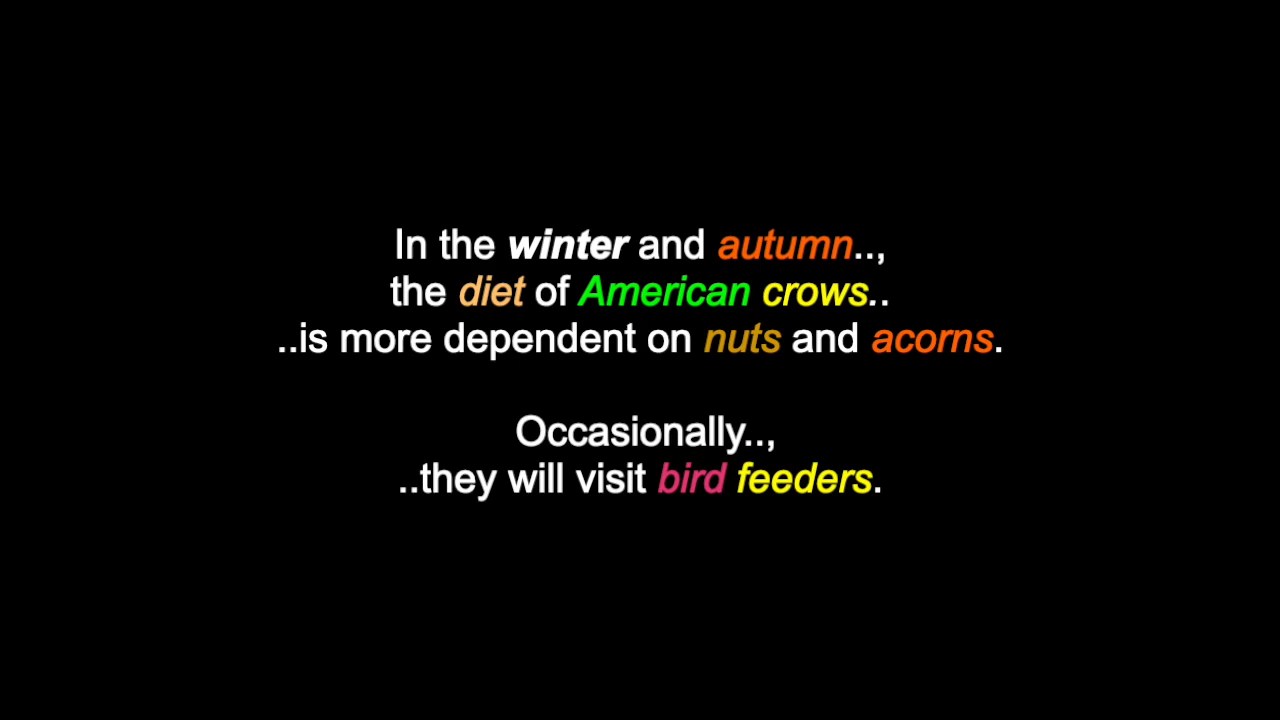 In the winter and autumn..,
the diet of American crows..
..is more dependent on nuts and acorns.
Occasionally..,
..they will visit bird feeders.